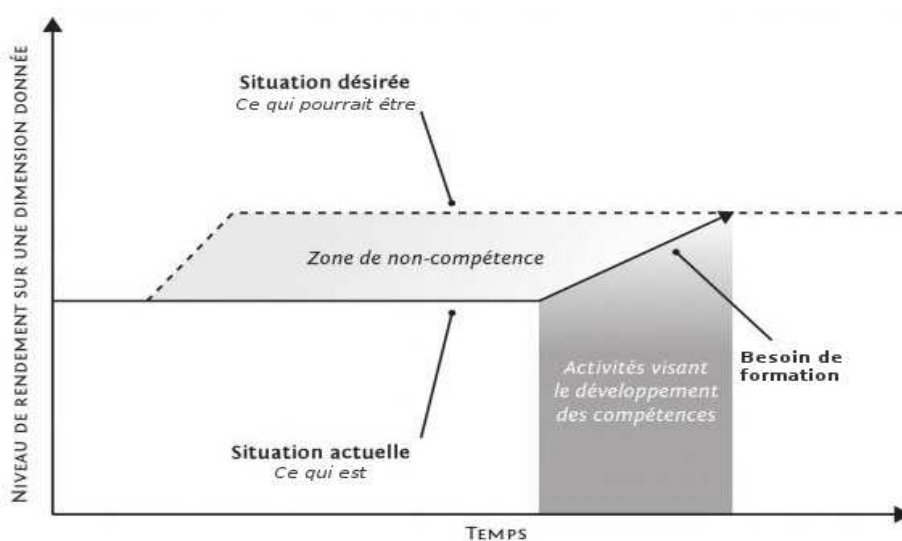 NIVEAU DE RENDEMENT SUR UNE DIMENSION DONNÉE
Situation désirée
Ce qui pourrait être
Zone de non-compétence
Activités visant
le développement
des compétences
Besoin de
formation
Situation actuelle
Ce qui est
TEMPS